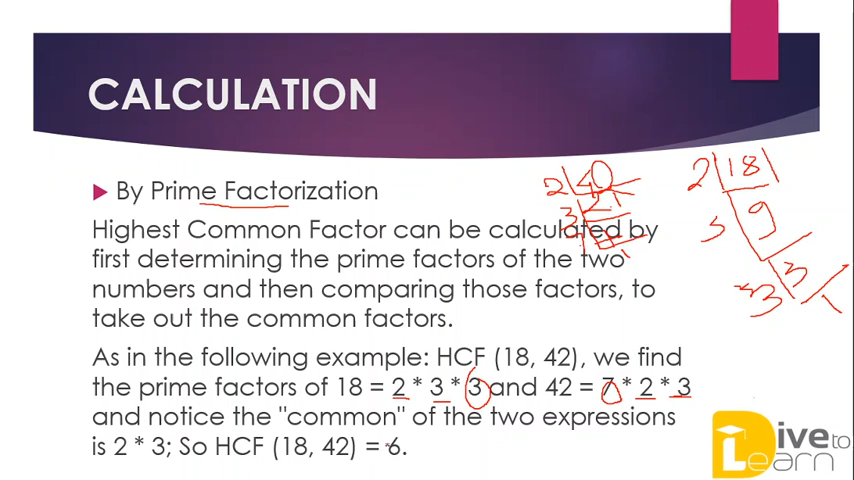 CALCULATION
By Prime Factorization
Highest Common Factor can be calculated by
first determining the prime factors of the two
numbers and then comparing those factors, to
take out the common factors.
As in the following example: HCF (18, 42), we find
the prime factors of 18 = 2 * 3 * 3 and 42 = 7 * 2 * 3
and notice the "common" of the two expressions
is 2 * 3; So HCF (18, 42) = 6.
2 18
9
3 3
Dive to
Learn